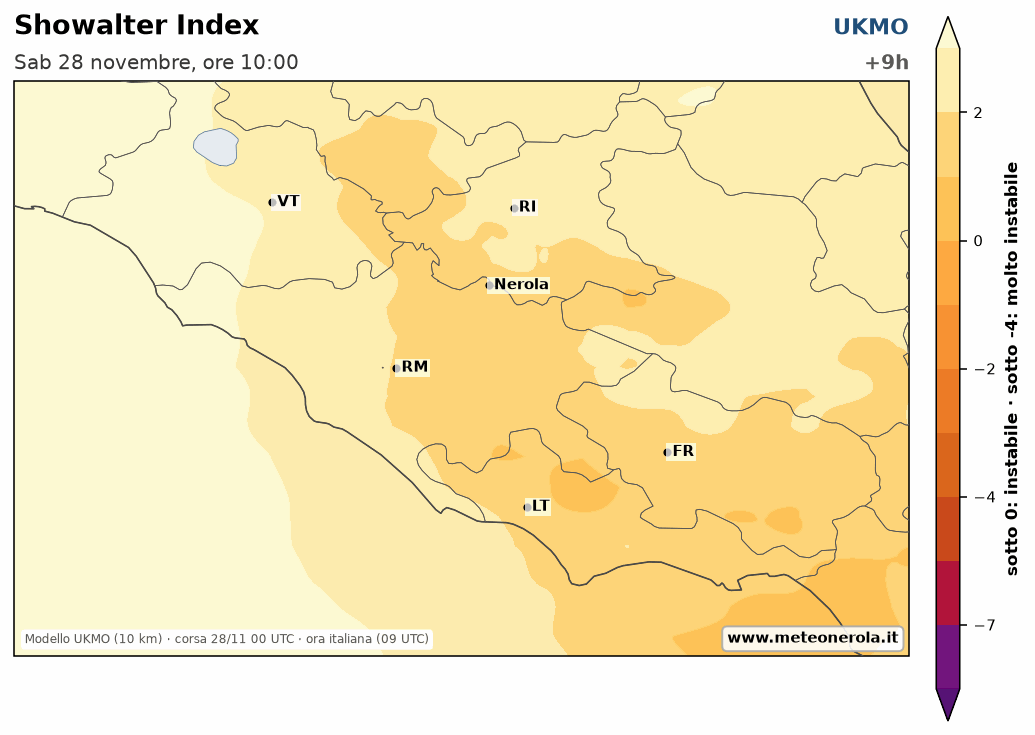 Showalter Index
UKMO
Sab 28 novembre, ore 10:00
+9h
VT
RI
Nerola
RM
FR
LT
2
0
−2
−4
−7
sotto 0: instabile · sotto -4: molto instabile
Modello UKMO (10 km) · corsa 28/11 00 UTC · ora italiana (09 UTC)
www.meteonerola.it